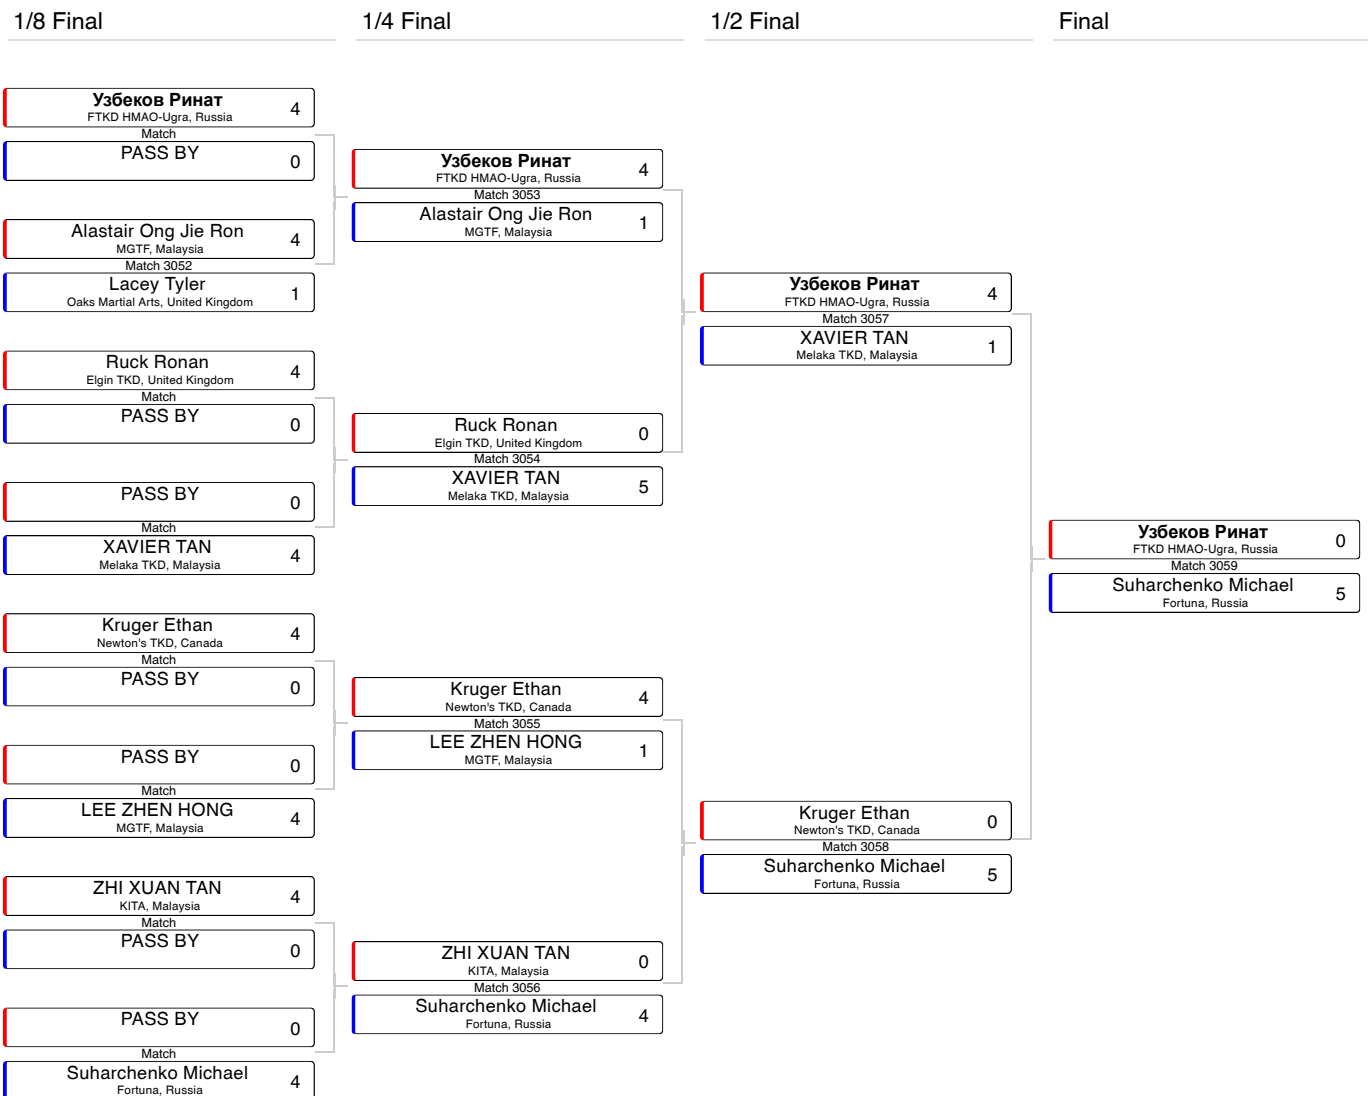 1/8 Final
1/4 Final
1/2 Final
Final
Узбеков Ринат
FTKD HMAO-Ugra, Russia
4
Match
PASS BY
0
Alastair Ong Jie Ron
MGTF, Malaysia
4
Match 3052
Lacey Tyler
Oaks Martial Arts, United Kingdom
1
Ruck Ronan
Elgin TKD, United Kingdom
4
Match
PASS BY
0
PASS BY
0
Match
XAVIER TAN
Melaka TKD, Malaysia
4
Kruger Ethan
Newton's TKD, Canada
4
Match
PASS BY
0
PASS BY
0
Match
LEE ZHEN HONG
MGTF, Malaysia
4
ZHI XUAN TAN
KITA, Malaysia
4
Match
PASS BY
0
PASS BY
0
Match
Suharchenko Michael
Fortuna, Russia
4
Узбеков Ринат
FTKD HMAO-Ugra, Russia
4
Match 3053
Alastair Ong Jie Ron
MGTF, Malaysia
1
Ruck Ronan
Elgin TKD, United Kingdom
0
Match 3054
XAVIER TAN
Melaka TKD, Malaysia
5
Kruger Ethan
Newton's TKD, Canada
4
Match 3055
LEE ZHEN HONG
MGTF, Malaysia
1
ZHI XUAN TAN
KITA, Malaysia
0
Match 3056
Suharchenko Michael
Fortuna, Russia
4
Узбеков Ринат
FTKD HMAO-Ugra, Russia
4
Match 3057
XAVIER TAN
Melaka TKD, Malaysia
1
Kruger Ethan
Newton's TKD, Canada
0
Match 3058
Suharchenko Michael
Fortuna, Russia
5
Узбеков Ринат
FTKD HMAO-Ugra, Russia
0
Match 3059
Suharchenko Michael
Fortuna, Russia
5